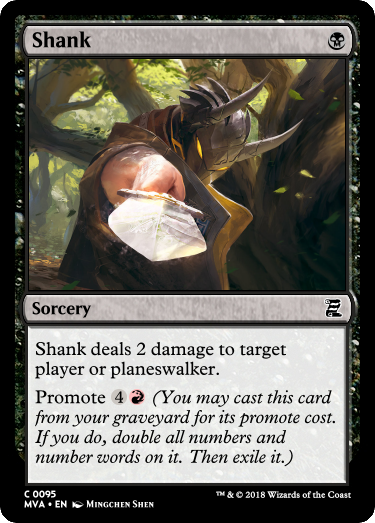 Shank
Sorcery
Shank deals 2 damage to target
player or planeswalker.
Promote 4 (You may cast this card
from your graveyard for its promote cost.
If you do, double all numbers and
number words on it. Then exile it.)
C 0095
MVA • EN Mingchen Shen
™ & © 2018 Wizards of the Coast